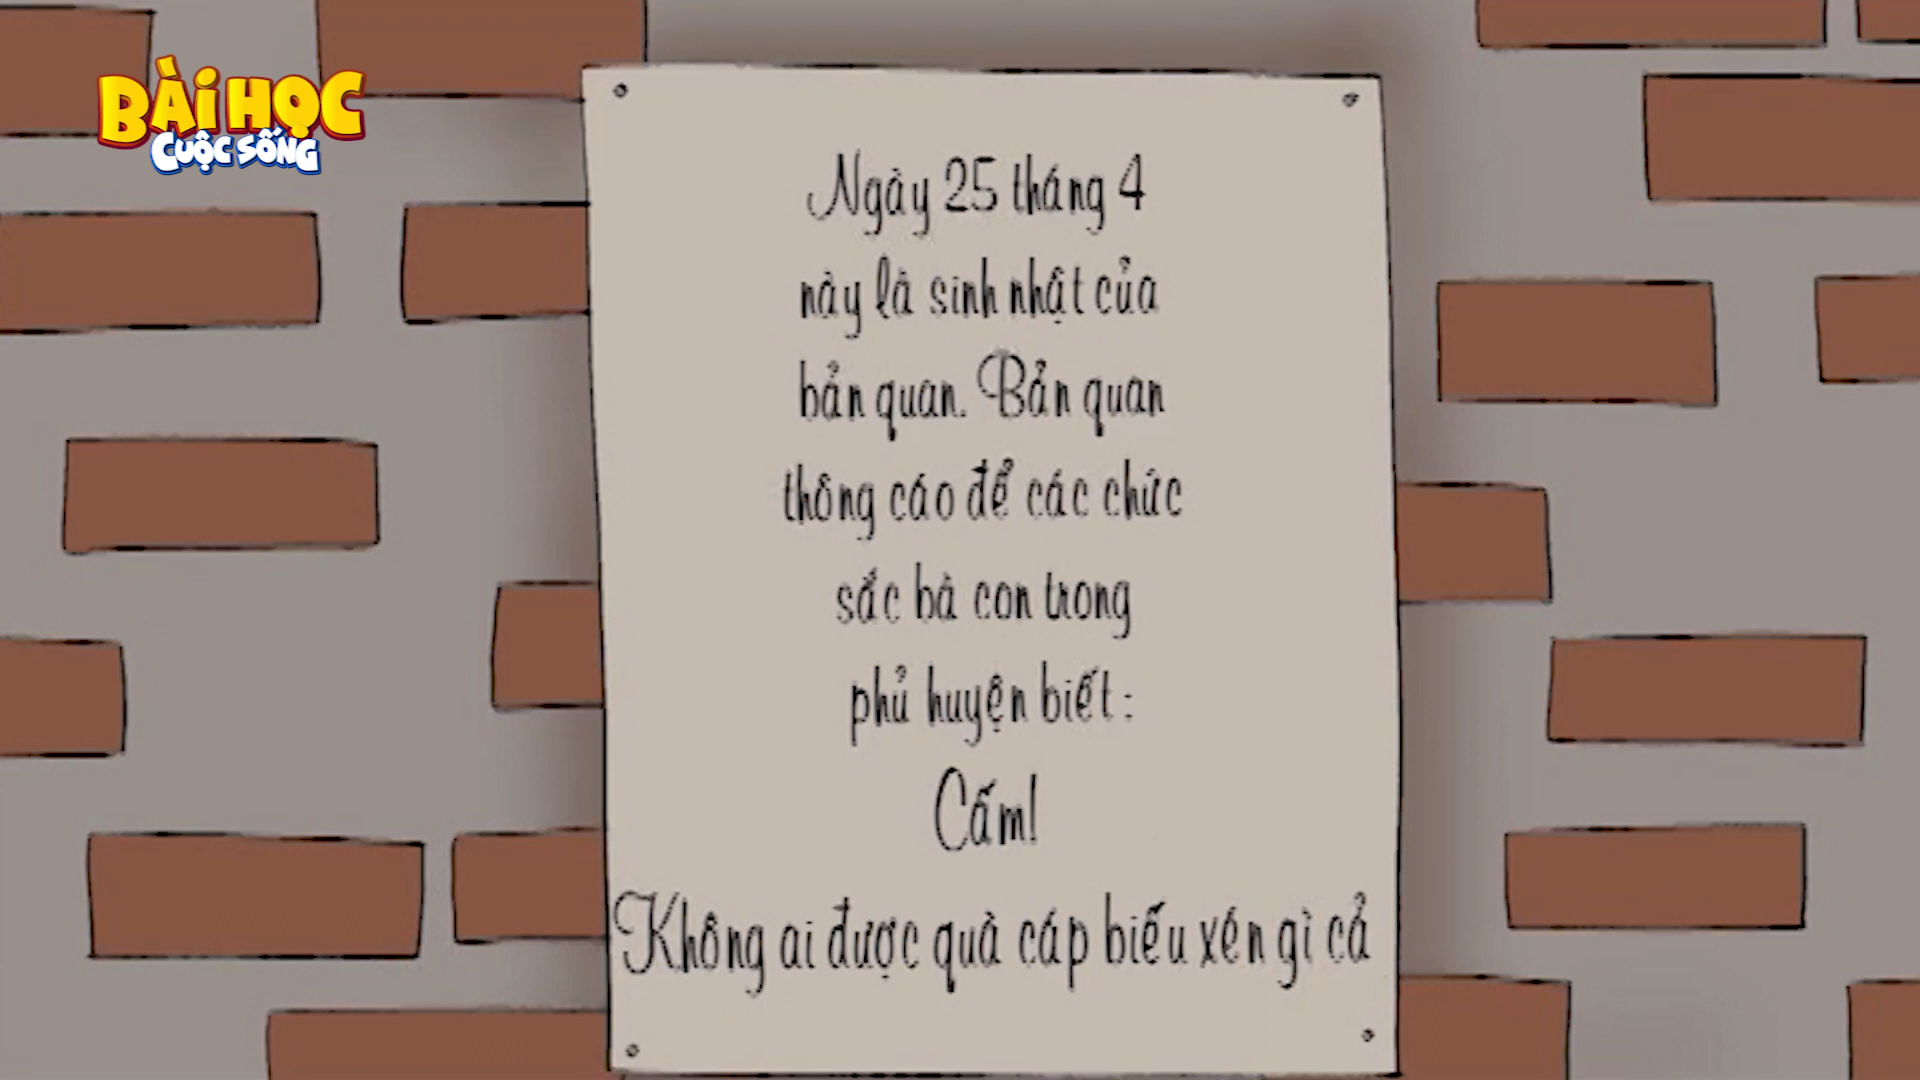 BÀI HỌC
CUỘC SỐNG
Ngày 25 tháng 4
này là sinh nhật của
bản quan. Bản quan
thông cáo để các chức
sắc bà con trong
phủ huyện biết :
Cấm!
Không ai được quà cáp biếu xén gì cả